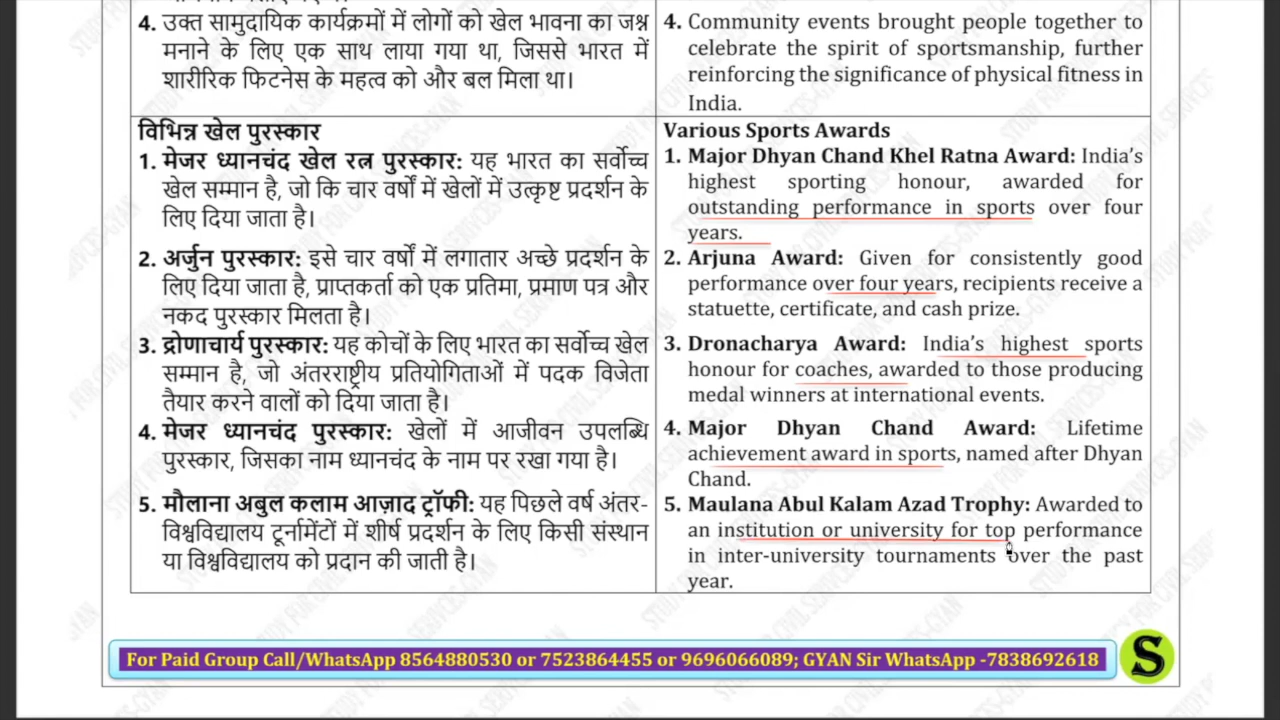 4. उक्त सामुदायिक कार्यक्रमों में लोगों को खेल भावना का जश्न
मनाने के लिए एक साथ लाया गया था, जिससे भारत में
शारीरिक फिटनेस के महत्व को और बल मिला था।
4. Community events brought people together to
celebrate the spirit of sportsmanship, further
reinforcing the significance of physical fitness in
India.
विभिन्न खेल पुरस्कार
1. मेजर ध्यानचंद खेल रत्न पुरस्कार: यह भारत का सर्वोच्च
खेल सम्मान है, जो कि चार वर्षों में खेलों में उत्कृष्ट प्रदर्शन के
लिए दिया जाता है।
2. अर्जुन पुरस्कार: इसे चार वर्षों में लगातार अच्छे प्रदर्शन के
लिए दिया जाता है, प्राप्तकर्ता को एक प्रतिमा, प्रमाण पत्र और
नकद पुरस्कार मिलता है।
3. द्रोणाचार्य पुरस्कार: यह कोचों के लिए भारत का सर्वोच्च खेल
सम्मान है, जो अंतरराष्ट्रीय प्रतियोगिताओं में पदक विजेता
तैयार करने वालों को दिया जाता है।
4. मेजर ध्यानचंद पुरस्कार: खेलों में आजीवन उपलब्धि
पुरस्कार, जिसका नाम ध्यानचंद के नाम पर रखा गया है।
5. मौलाना अबुल कलाम आज़ाद ट्रॉफी: यह पिछले वर्ष अंतर-
विश्वविद्यालय टूर्नामेंटों में शीर्ष प्रदर्शन के लिए किसी संस्थान
या विश्वविद्यालय को प्रदान की जाती है।
Various Sports Awards
1. Major Dhyan Chand Khel Ratna Award: India's
highest sporting honour, awarded for
outstanding performance in sports over four
years.
2. Arjuna Award: Given for consistently good
performance over four years, recipients receive a
statuette, certificate, and cash prize.
3. Dronacharya Award: India's highest sports
honour for coaches, awarded to those producing
medal winners at international events.
4. Major Dhyan Chand Award: Lifetime
achievement award in sports, named after Dhyan
Chand.
5. Maulana Abul Kalam Azad Trophy: Awarded to
an institution or university for top performance
in inter-university tournaments over the past
year.
For Paid Group Call/WhatsApp 8564880530 or 7523864455 or 9696066089; GYAN Sir WhatsApp -7838692618
S